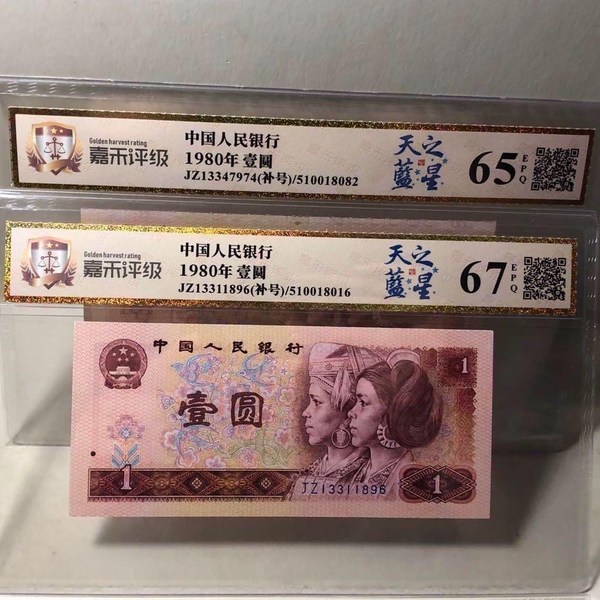 Golden harvest rating
嘉禾评级
中国人民银行
1980年 壹圆
JZ13347974(补号)/510018082
天之
藍星
65
EPQ
Golden harvest rating
嘉禾评级
中国人民银行
1980年 壹圆
JZ13311896(补号)/510018016
天之
藍星
67
EPQ
中国人民银行
1
壹圆
JZ13311896
1
1